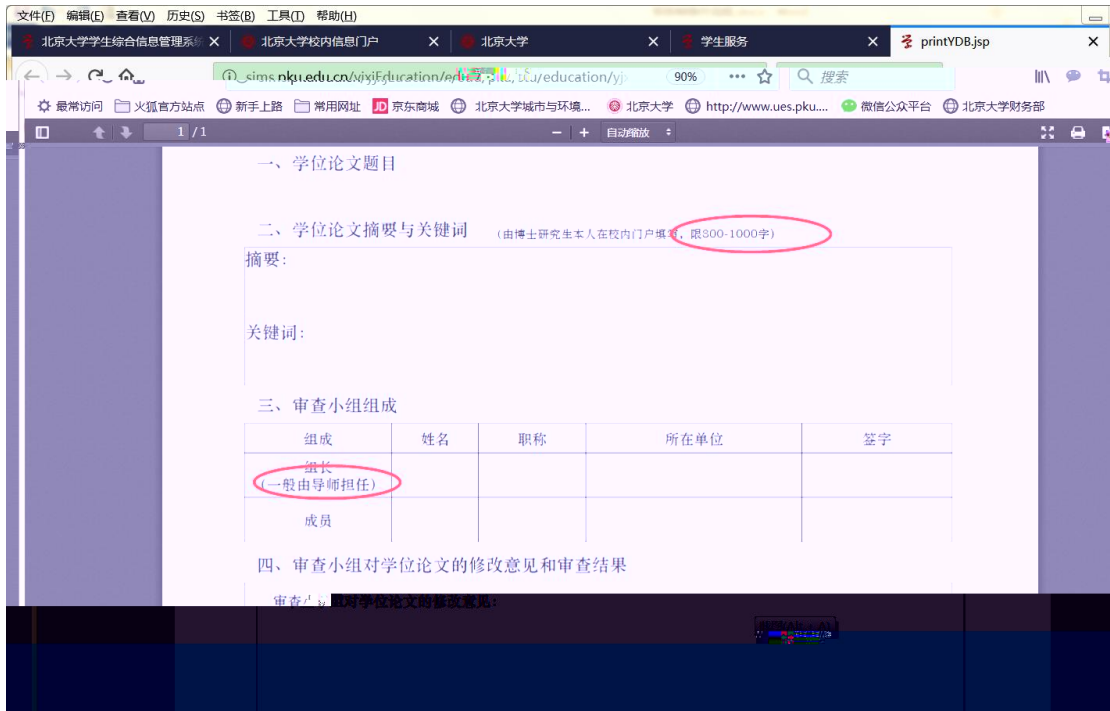 文件(F) 编辑(E) 查看(V) 历史(S) 书签(B) 工具(T) 帮助(H)
北京大学学生综合信息管理系统 北京大学校内信息门户 北京大学 学生服务 printYDB.jsp
90% 搜索
最常访问 火狐官方站点 新手上路 常用网址 JD 京东商城 北京大学城市与环境... 北京大学 http://www.ues.pku.... 微信公众平台 北京大学财务部
1 / 1 自动缩放
一、学位论文题目
二、学位论文摘要与关键词 (由博士研究生本人在校内门户填写，限800-1000字)
摘要:
关键词:
三、审查小组组成
组成 姓名 职称 所在单位 签字
组长
(一般由导师担任)
成员
四、审查小组对学位论文的修改意见和审查结果
审查小组对学位论文的修改意见: